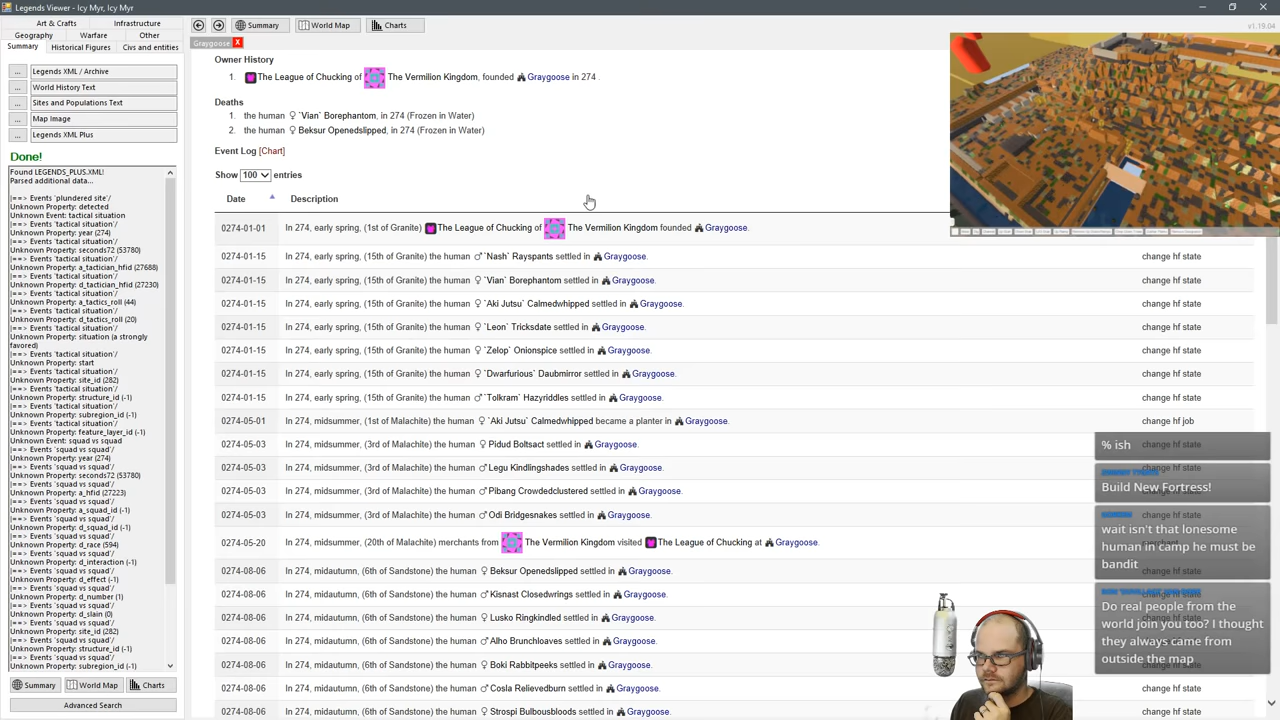 Legends Viewer - Icy Myr, Icy Myr
v1.19.04
Art & Crafts Infrastructure
Geography Warfare Other
Summary Historical Figures Civs and entities
... Legends XML / Archive
... World History Text
... Sites and Populations Text
... Map Image
... Legends XML Plus
Done!
Found LEGENDS_PLUS.XML!
Parsed additional data...
|==> Events 'plundered site'/
Unknown Property: detected
Unknown Event: tactical situation
|==> Events 'tactical situation'/
Unknown Property: year (274)
|==> Events 'tactical situation'/
Unknown Property: seconds72 (53780)
|==> Events 'tactical situation'/
Unknown Property: a_tactician_hfid (27688)
|==> Events 'tactical situation'/
Unknown Property: d_tactician_hfid (27230)
|==> Events 'tactical situation'/
Unknown Property: a_tactics_roll (44)
|==> Events 'tactical situation'/
Unknown Property: d_tactics_roll (20)
|==> Events 'tactical situation'/
Unknown Property: situation (a strongly
favored)
|==> Events 'tactical situation'/
Unknown Property: start
|==> Events 'tactical situation'/
Unknown Property: site_id (282)
|==> Events 'tactical situation'/
Unknown Property: structure_id (-1)
|==> Events 'tactical situation'/
Unknown Property: subregion_id (-1)
|==> Events 'tactical situation'/
Unknown Property: feature_layer_id (-1)
Unknown Event: squad vs squad
|==> Events 'squad vs squad'/
Unknown Property: year (274)
|==> Events 'squad vs squad'/
Unknown Property: seconds72 (53780)
|==> Events 'squad vs squad'/
Unknown Property: a_hfid (27223)
|==> Events 'squad vs squad'/
Unknown Property: a_squad_id (-1)
|==> Events 'squad vs squad'/
Unknown Property: d_squad_id (-1)
|==> Events 'squad vs squad'/
Unknown Property: d_race (594)
|==> Events 'squad vs squad'/
Unknown Property: d_interaction (-1)
|==> Events 'squad vs squad'/
Unknown Property: d_effect (-1)
|==> Events 'squad vs squad'/
Unknown Property: d_number (1)
|==> Events 'squad vs squad'/
Unknown Property: d_slain (0)
|==> Events 'squad vs squad'/
Unknown Property: site_id (282)
|==> Events 'squad vs squad'/
Unknown Property: structure_id (-1)
|==> Events 'squad vs squad'/
Unknown Property: subregion_id (-1)
Summary World Map Charts
Advanced Search
Summary World Map Charts
Graygoose X
Owner History
1. The League of Chucking of The Vermilion Kingdom, founded Graygoose in 274 .
Deaths
1. the human ♀ `Vian` Borephantom, in 274 (Frozen in Water)
2. the human ♀ Beksur Openedslipped, in 274 (Frozen in Water)
Event Log [Chart]
Show 100 entries
Date Description
0274-01-01 In 274, early spring, (1st of Granite) The League of Chucking of The Vermilion Kingdom founded Graygoose.
0274-01-15 In 274, early spring, (15th of Granite) the human ♂ `Nash` Rayspants settled in Graygoose. change hf state
0274-01-15 In 274, early spring, (15th of Granite) the human ♀ `Vian` Borephantom settled in Graygoose. change hf state
0274-01-15 In 274, early spring, (15th of Granite) the human ♀ `Aki Jutsu` Calmedwhipped settled in Graygoose. change hf state
0274-01-15 In 274, early spring, (15th of Granite) the human ♀ `Leon` Tricksdate settled in Graygoose. change hf state
0274-01-15 In 274, early spring, (15th of Granite) the human ♀ `Zelop` Onionspice settled in Graygoose. change hf state
0274-01-15 In 274, early spring, (15th of Granite) the human ♀ `Dwarfurious` Daubmirror settled in Graygoose. change hf state
0274-01-15 In 274, early spring, (15th of Granite) the human ♂ `Tolkram` Hazyriddles settled in Graygoose. change hf state
0274-05-01 In 274, midsummer, (1st of Malachite) the human ♀ `Aki Jutsu` Calmedwhipped became a planter in Graygoose. change hf job
0274-05-03 In 274, midsummer, (3rd of Malachite) the human ♀ Pidud Boltsact settled in Graygoose. change hf state
0274-05-03 In 274, midsummer, (3rd of Malachite) the human ♂ Legu Kindlingshades settled in Graygoose. change hf state
0274-05-03 In 274, midsummer, (3rd of Malachite) the human ♂ Pibang Crowdedclustered settled in Graygoose.
0274-05-03 In 274, midsummer, (3rd of Malachite) the human ♂ Odi Bridgesnakes settled in Graygoose.
0274-05-20 In 274, midsummer, (20th of Malachite) merchants from The Vermilion Kingdom visited The League of Chucking at Graygoose. merchant
0274-08-06 In 274, midautumn, (6th of Sandstone) the human ♀ Beksur Openedslipped settled in Graygoose.
0274-08-06 In 274, midautumn, (6th of Sandstone) the human ♂ Kisnast Closedwrings settled in Graygoose.
0274-08-06 In 274, midautumn, (6th of Sandstone) the human ♀ Lusko Ringkindled settled in Graygoose.
0274-08-06 In 274, midautumn, (6th of Sandstone) the human ♂ Alho Brunchloaves settled in Graygoose.
0274-08-06 In 274, midautumn, (6th of Sandstone) the human ♀ Boki Rabbitpeeks settled in Graygoose.
0274-08-06 In 274, midautumn, (6th of Sandstone) the human ♂ Cosla Relievedburn settled in Graygoose.
0274-08-06 In 274, midautumn, (6th of Sandstone) the human ♀ Strospi Bulbousbloods settled in Graygoose.
% ish
Build New Fortress!
wait isn't that lonesome
human in camp he must be
bandit
Do real people from the
world join you too? I thought
they always came from
outside the map